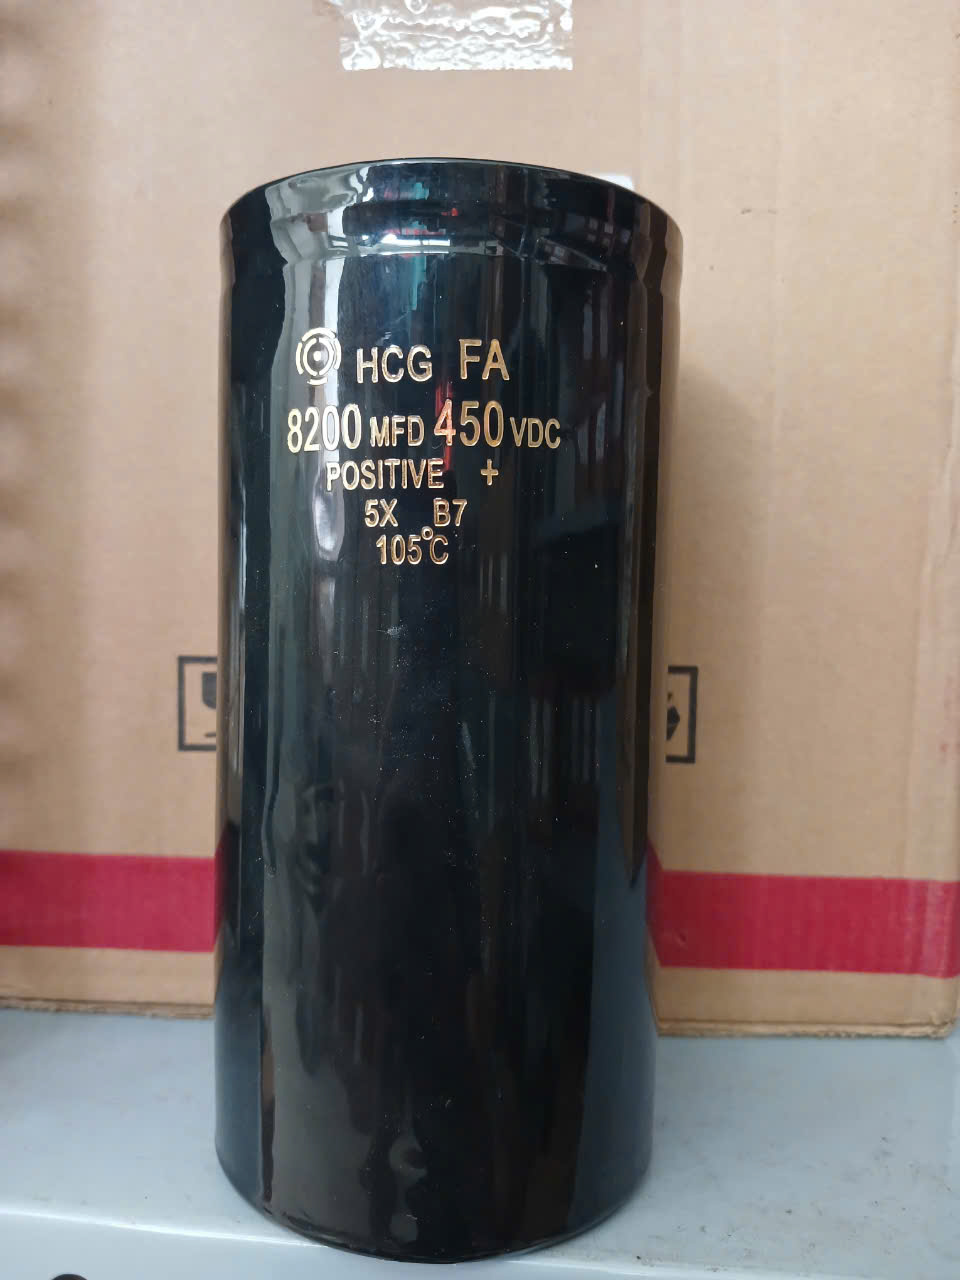 HCG FA
8200 MFD 450 VDC
POSITIVE +
5X B7
105°C